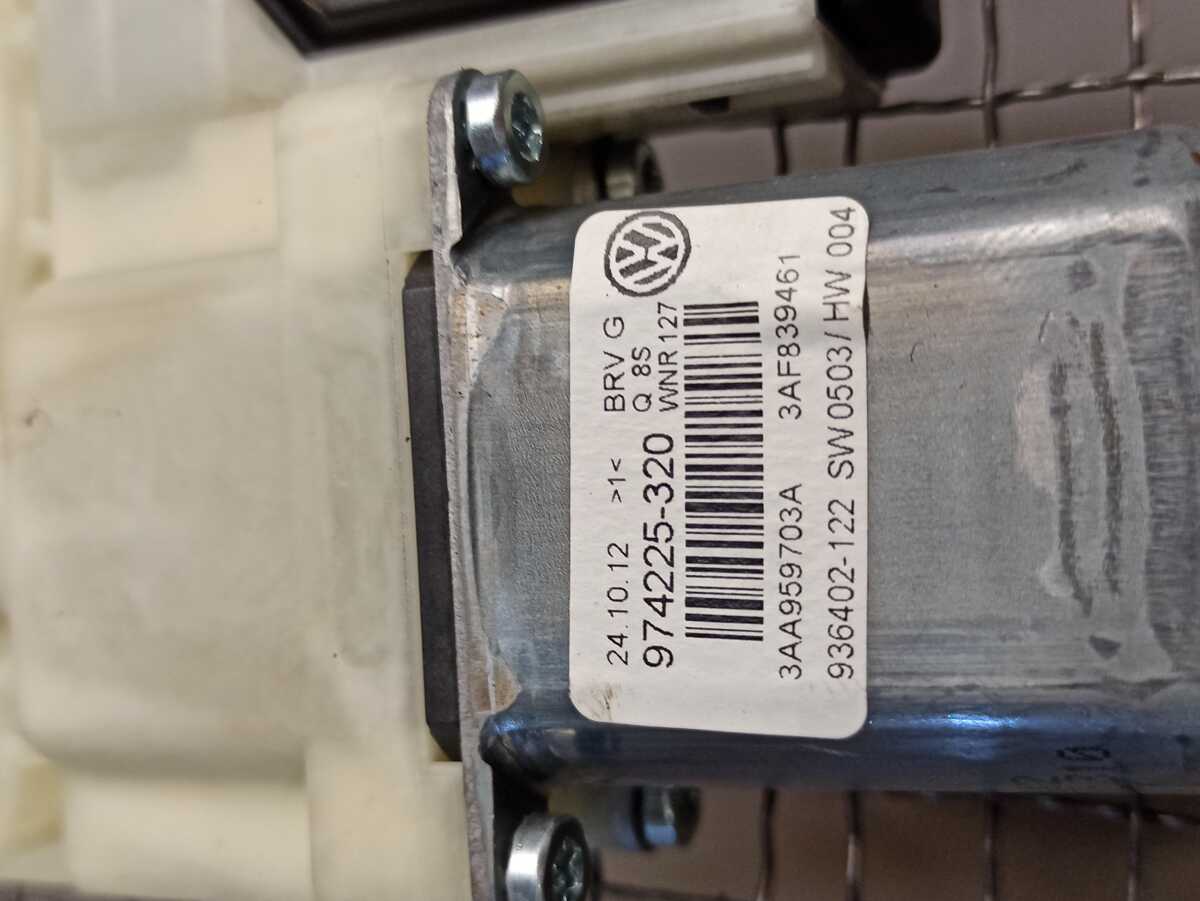 24.10.12 >1< BRV G
974225-320 Q 8S
WNR 127
3AA959703A 3AF839461
936402-122 SW 0503/ HW 004